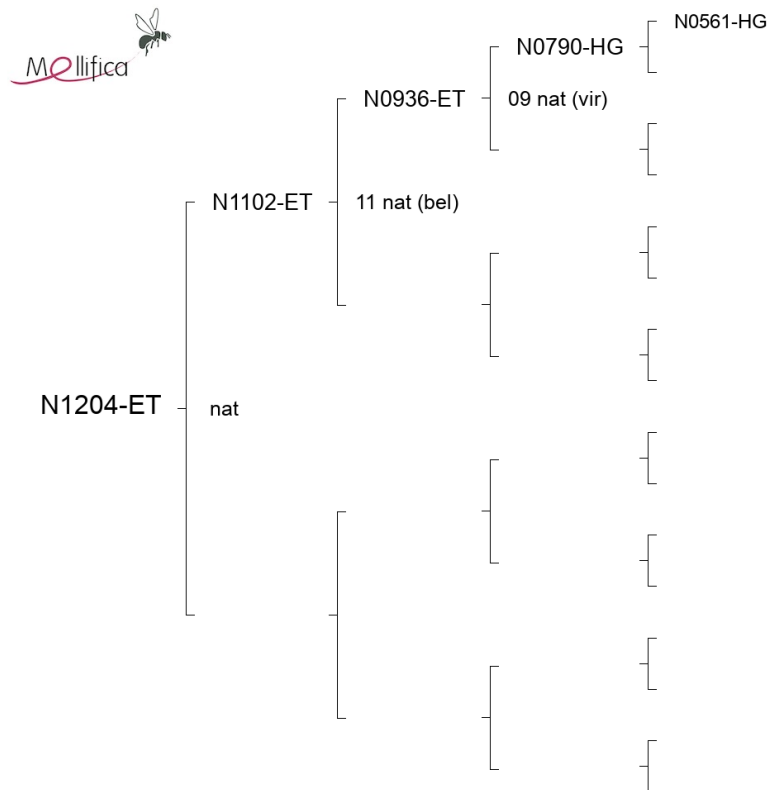 Mellifica
N0561-HG
N0790-HG
N0936-ET
09 nat (vir)
N1102-ET
11 nat (bel)
N1204-ET
nat